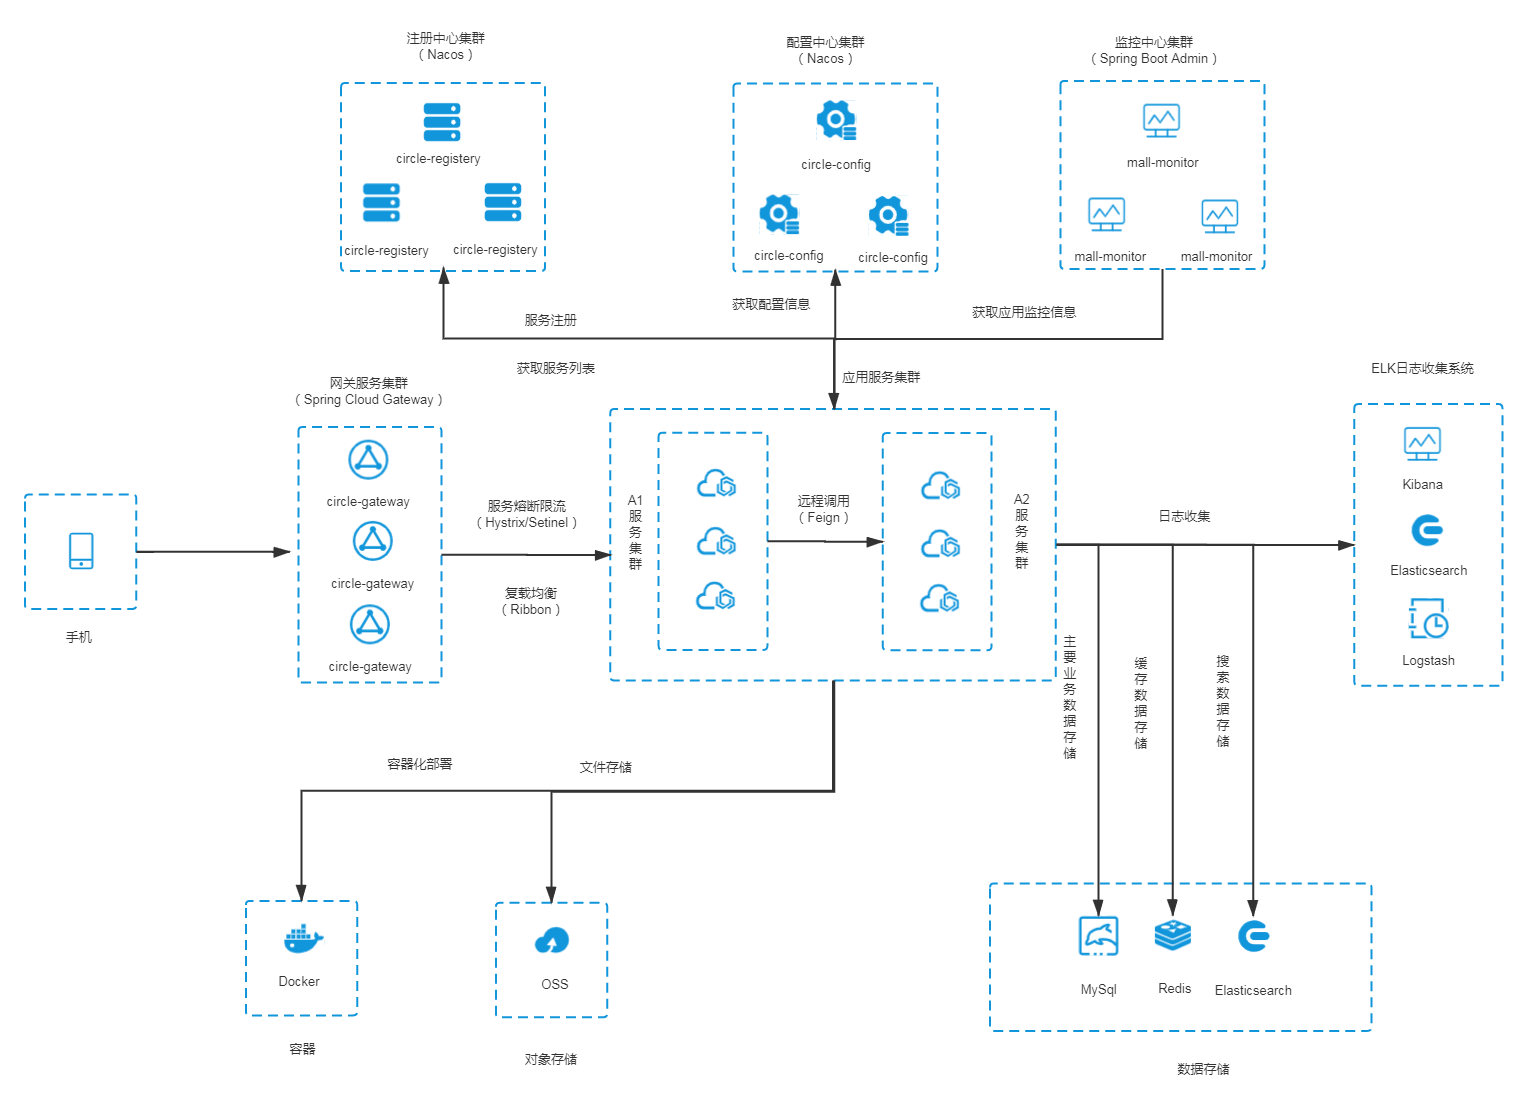 注册中心集群
（Nacos）
配置中心集群
（Nacos）
监控中心集群
（Spring Boot Admin）
circle-registery
circle-registery
circle-registery
circle-config
circle-config
circle-config
mall-monitor
mall-monitor
mall-monitor
获取配置信息
获取应用监控信息
服务注册
获取服务列表
应用服务集群
ELK日志收集系统
网关服务集群
（Spring Cloud Gateway）
circle-gateway
circle-gateway
circle-gateway
手机
服务熔断限流
（Hystrix/Setinel）
复载均衡
（Ribbon）
A1
服
务
集
群
远程调用
（Feign）
A2
服
务
集
群
日志收集
Kibana
Elasticsearch
Logstash
主
要
业
务
数
据
存
储
缓
存
数
据
存
储
搜
索
数
据
存
储
容器化部署
文件存储
Docker
OSS
MySql
Redis
Elasticsearch
容器
对象存储
数据存储